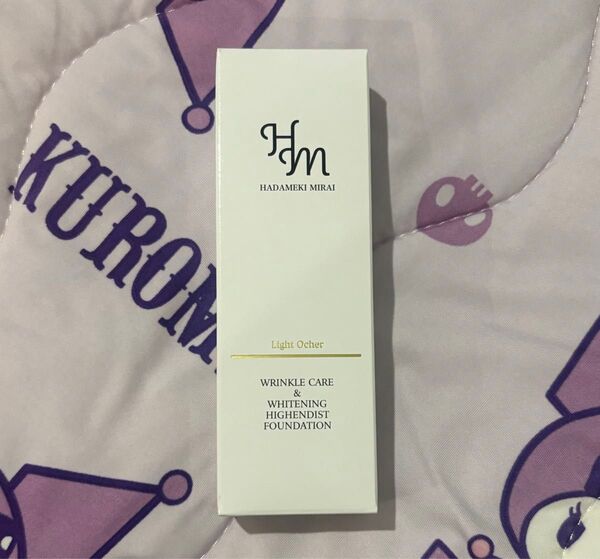 HM
HADAMEKI MIRAI
Light Ocher
WRINKLE CARE
&
WHITENING
HIGHENDIST
FOUNDATION
KUROM